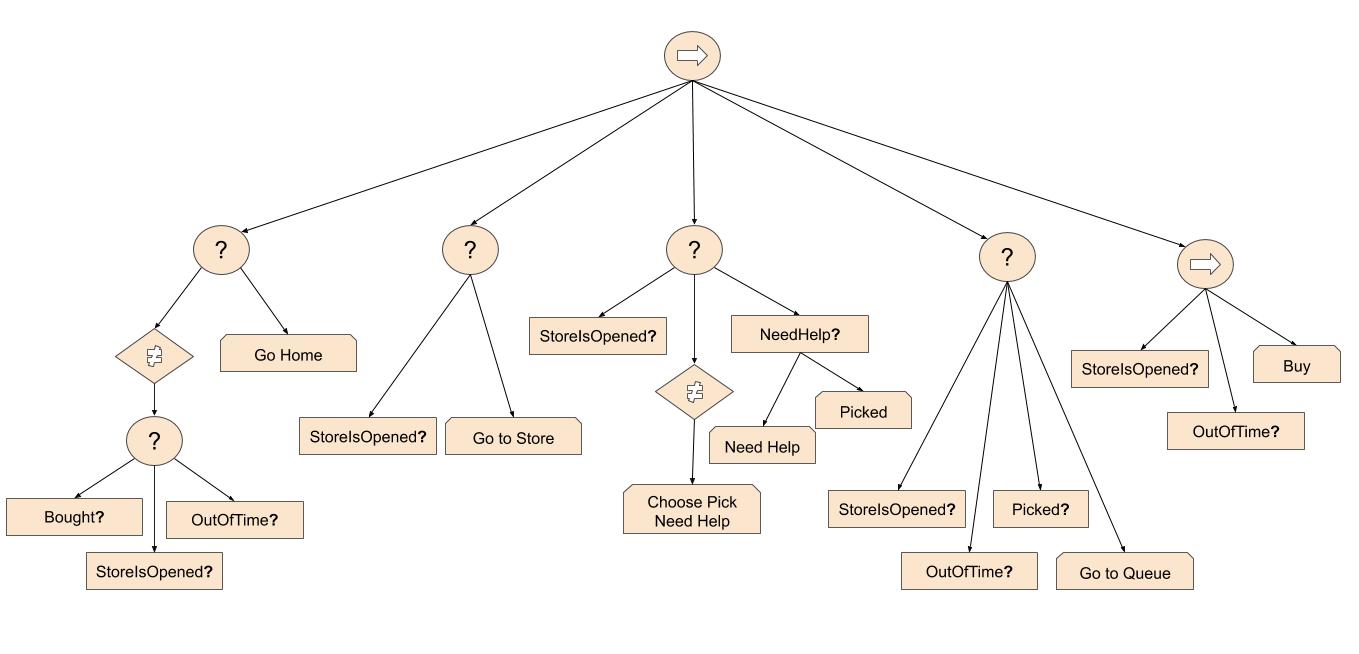 ?
?
?
?
Go Home
StoreIsOpened?
NeedHelp?
≠
≠
StoreIsOpened?
Buy
Picked
OutOfTime?
StoreIsOpened?
Go to Store
?
Need Help
Choose Pick
Need Help
StoreIsOpened?
Picked?
Bought?
OutOfTime?
StoreIsOpened?
OutOfTime?
Go to Queue